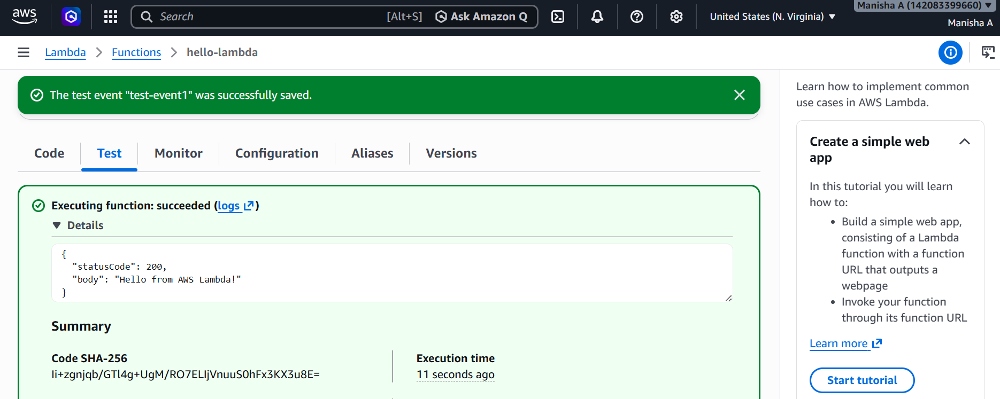 aws
Search
[Alt+S]
Ask Amazon Q
United States (N. Virginia)
Manisha A (142083399660)
Manisha A
Lambda
Functions
hello-lambda
The test event "test-event1" was successfully saved.
Code
Test
Monitor
Configuration
Aliases
Versions
Executing function: succeeded (logs)
Details
{
"statusCode": 200,
"body": "Hello from AWS Lambda!"
}
Summary
Code SHA-256
Ii+zgnjqb/GTl4g+UgM/RO7ELIjVnuuS0hFx3KX3u8E=
Execution time
11 seconds ago
Learn how to implement common
use cases in AWS Lambda.
Create a simple web
app
In this tutorial you will learn
how to:
• Build a simple web app,
consisting of a Lambda
function with a function
URL that outputs a
webpage
• Invoke your function
through its function URL
Learn more
Start tutorial